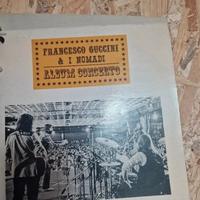 FRANCESCO GUCCINI
& I NOMADI
ALBUM CONCERTO